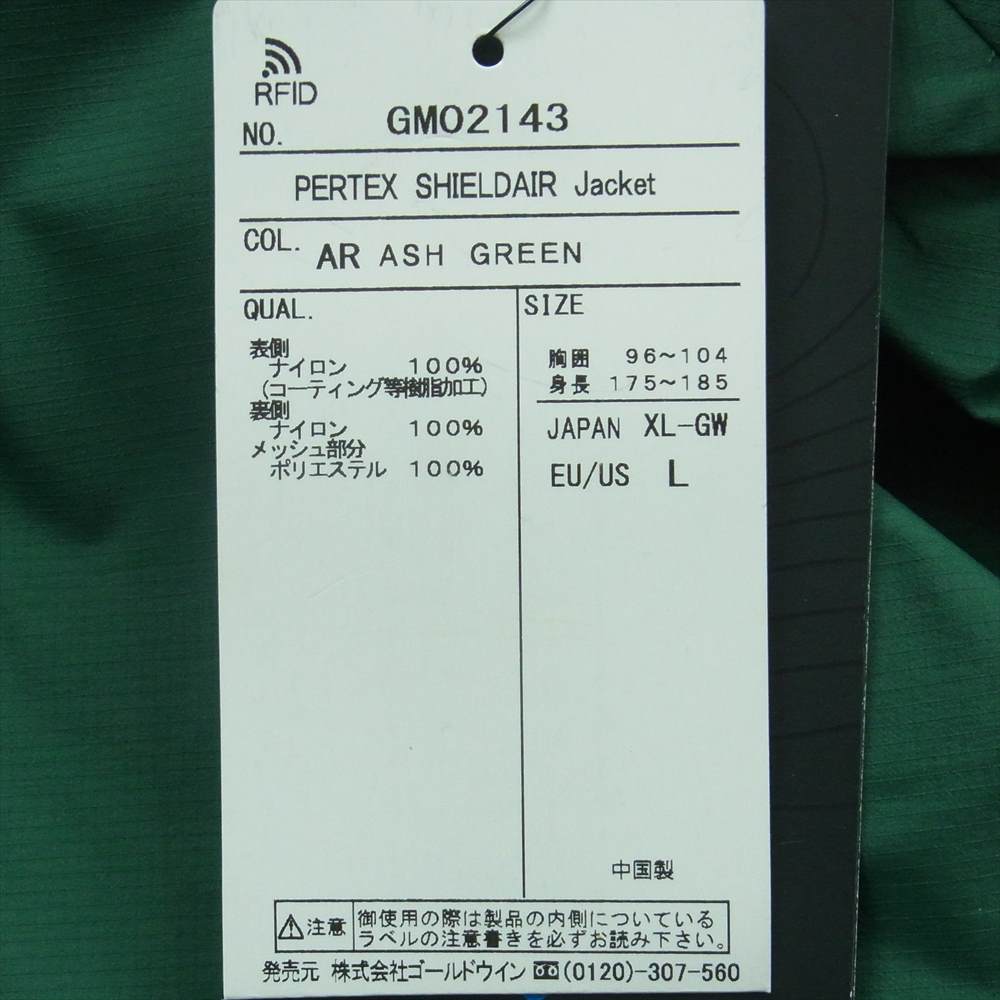 RFID
NO. GMO2143
PERTEX SHIELDAIR Jacket
COL. AR ASH GREEN
QUAL.
表側
ナイロン 100%
(コーティング等樹脂加工)
裏側
ナイロン 100%
メッシュ部分
ポリエステル 100%
SIZE
胸囲 96~104
身長 175~185
JAPAN XL-GW
EU/US L
中国製
注意 御使用の際は製品の内側についている
ラベルの注意書きを必ずお読み下さい。
発売元 株式会社ゴールドウイン (0120)-307-560